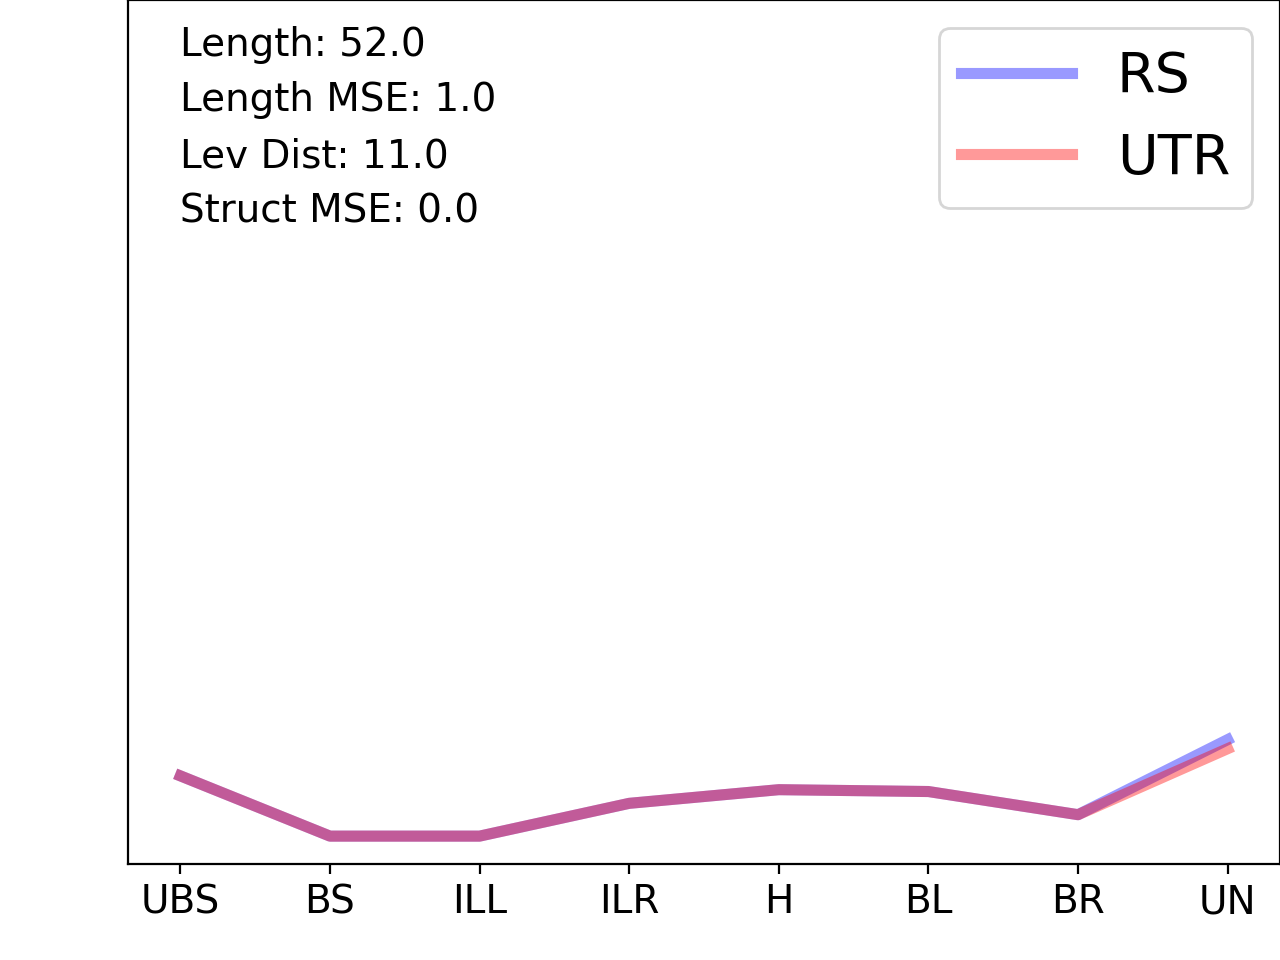 Length: 52.0
Length MSE: 1.0
Lev Dist: 11.0
Struct MSE: 0.0
RS
UTR
UBS BS ILL ILR H BL BR UN